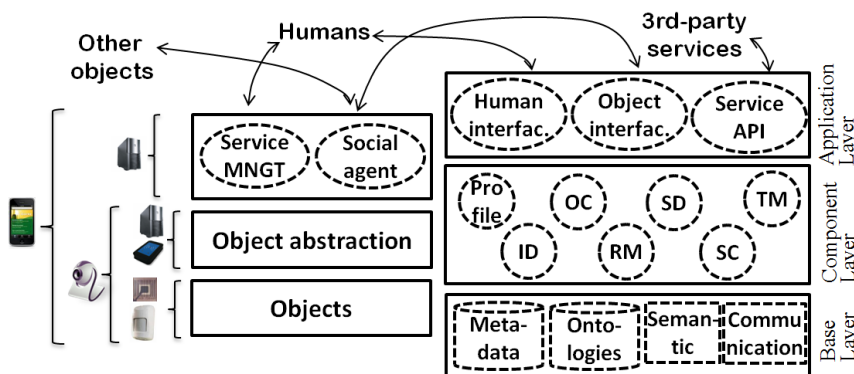 Other
objects
Humans
3rd-party
services
Service
MNGT
Social
agent
Object abstraction
Objects
Human
interfac.
Object
interfac.
Service
API
Application
Layer
Pro
file
OC
SD
TM
ID
RM
SC
Component
Layer
Meta-
data
Onto-
logies
Seman-
tic
Commu
nication
Base
Layer